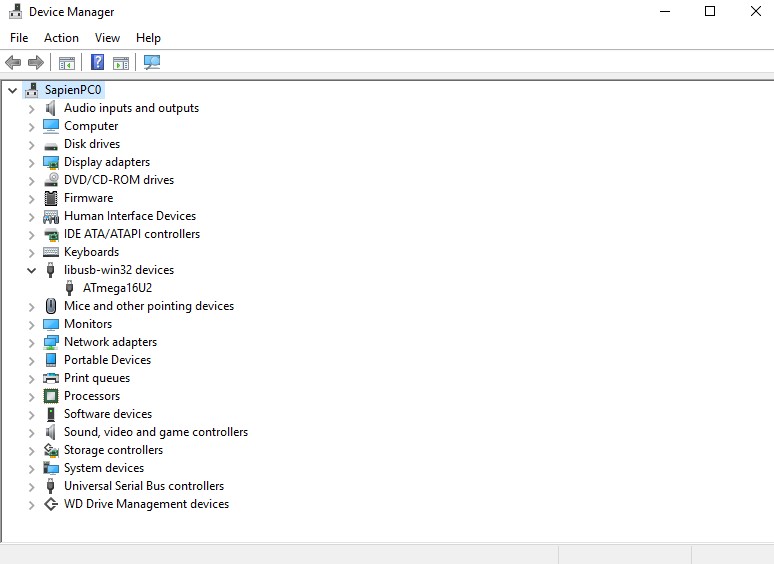 Device Manager
File Action View Help
SapienPC0
Audio inputs and outputs
Computer
Disk drives
Display adapters
DVD/CD-ROM drives
Firmware
Human Interface Devices
IDE ATA/ATAPI controllers
Keyboards
libusb-win32 devices
ATmega16U2
Mice and other pointing devices
Monitors
Network adapters
Portable Devices
Print queues
Processors
Software devices
Sound, video and game controllers
Storage controllers
System devices
Universal Serial Bus controllers
WD Drive Management devices